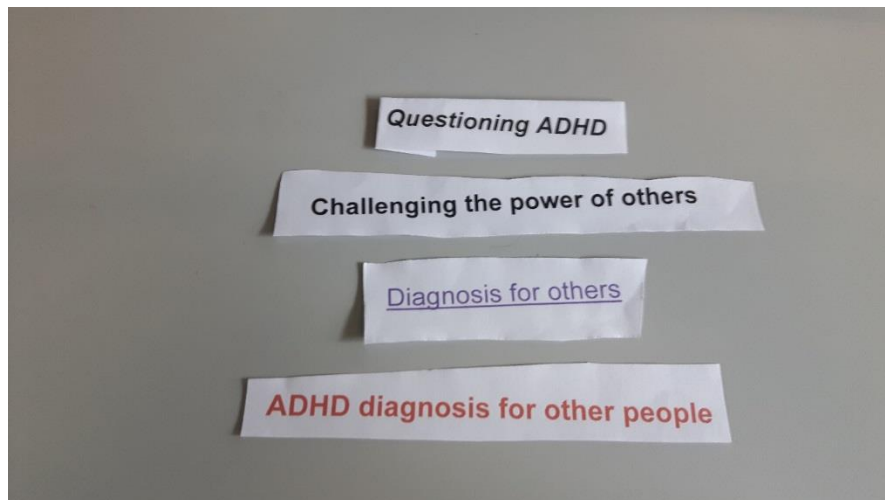 Questioning ADHD
Challenging the power of others
Diagnosis for others
ADHD diagnosis for other people